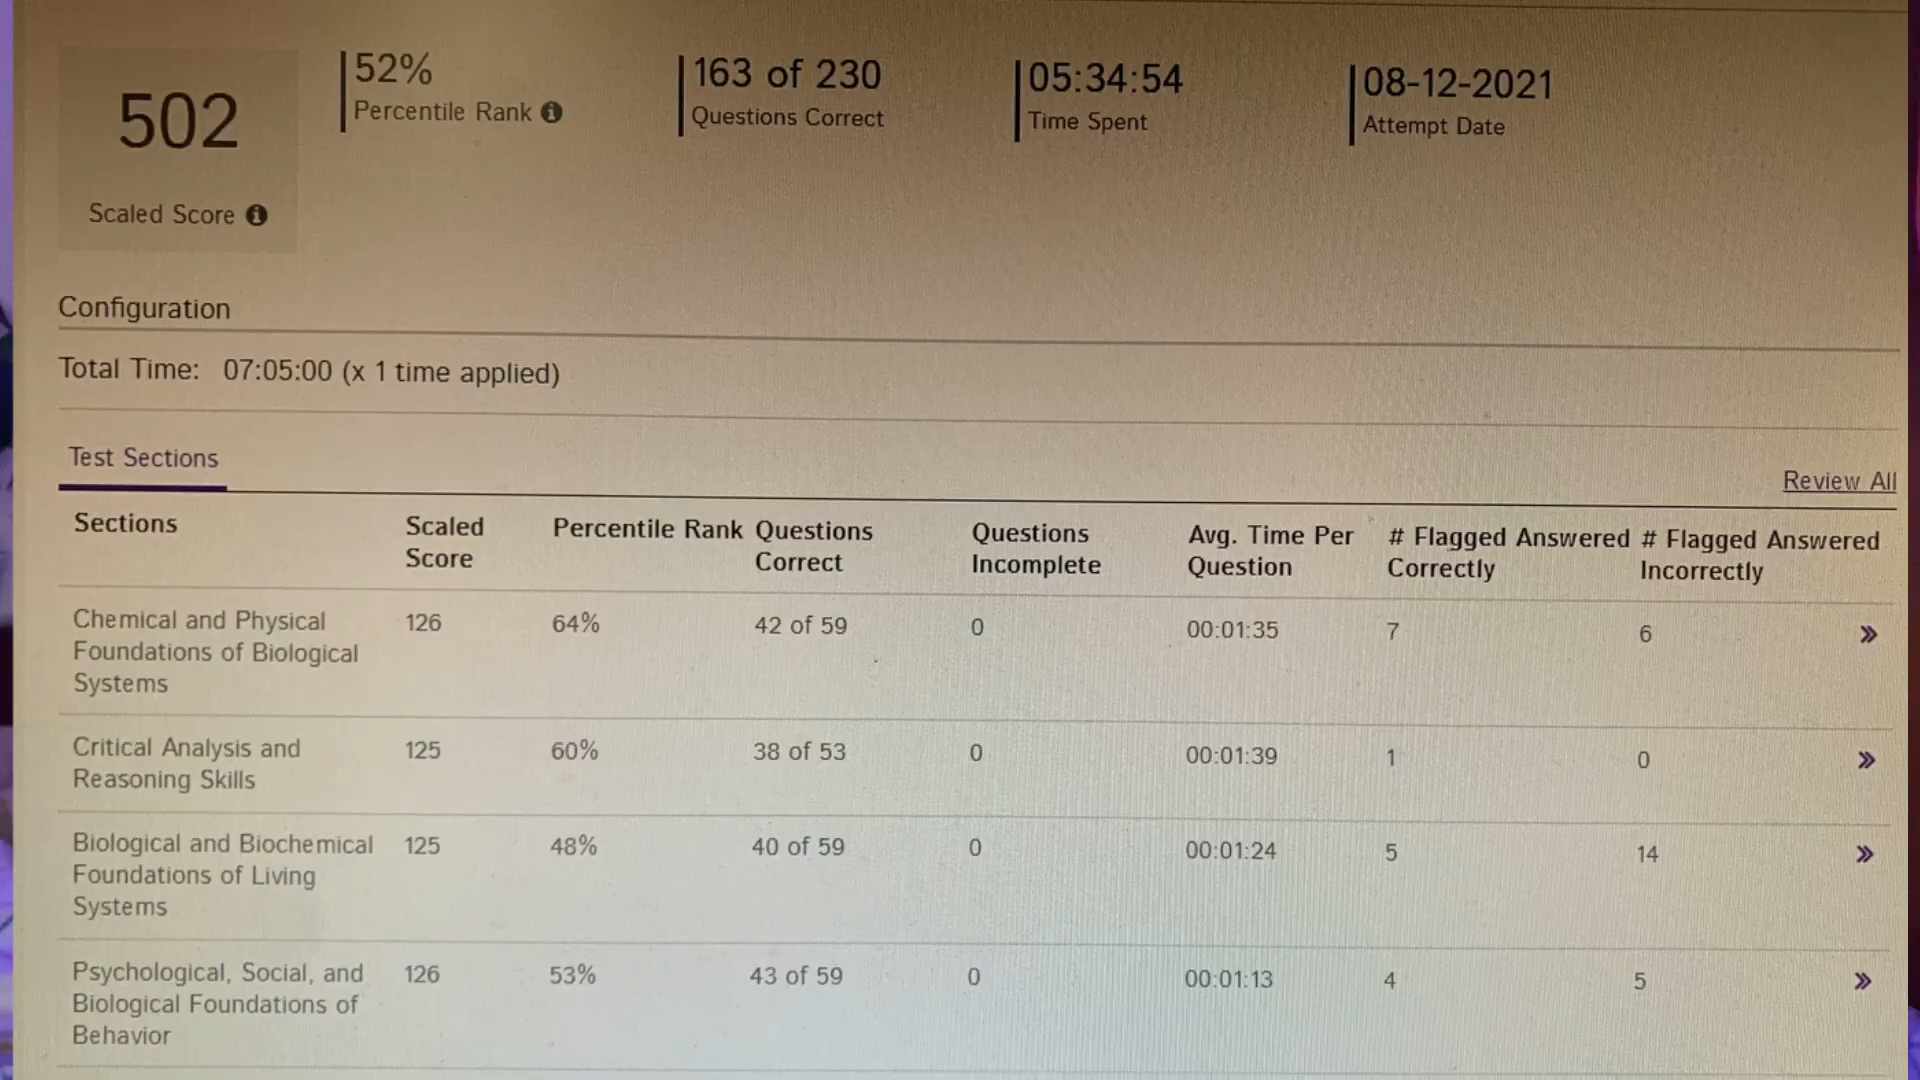 502
Scaled Score
52%
Percentile Rank
163 of 230
Questions Correct
05:34:54
Time Spent
08-12-2021
Attempt Date
Configuration
Total Time: 07:05:00 (x 1 time applied)
Test Sections
Review All
Sections
Scaled
Score
Percentile Rank
Questions
Correct
Questions
Incomplete
Avg. Time Per
Question
# Flagged Answered
Correctly
# Flagged Answered
Incorrectly
Chemical and Physical
Foundations of Biological
Systems
126
64%
42 of 59
0
00:01:35
7
6
Critical Analysis and
Reasoning Skills
125
60%
38 of 53
0
00:01:39
1
0
Biological and Biochemical
Foundations of Living
Systems
125
48%
40 of 59
0
00:01:24
5
14
Psychological, Social, and
Biological Foundations of
Behavior
126
53%
43 of 59
0
00:01:13
4
5